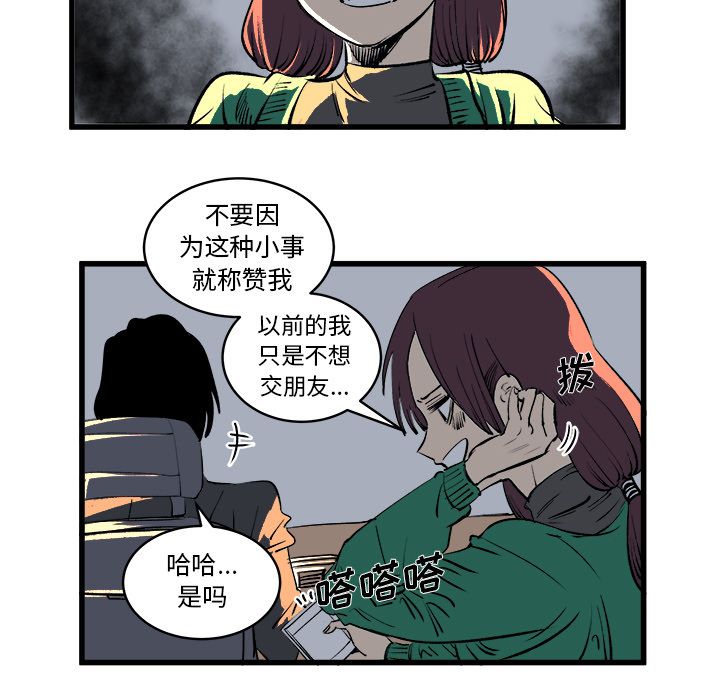 不要因
为这种小事
就称赞我
以前的我
只是不想
交朋友...
拨
哈哈...
是吗
嗒嗒嗒